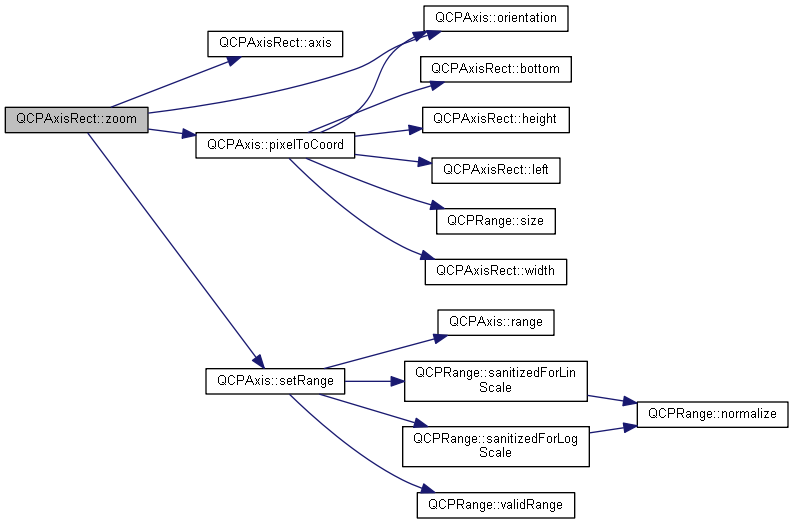 QCPAxisRect::zoom
QCPAxisRect::axis
QCPAxis::orientation
QCPAxis::pixelToCoord
QCPAxisRect::bottom
QCPAxisRect::height
QCPAxisRect::left
QCPRange::size
QCPAxisRect::width
QCPAxis::setRange
QCPAxis::range
QCPRange::sanitizedForLin
Scale
QCPRange::sanitizedForLog
Scale
QCPRange::normalize
QCPRange::validRange